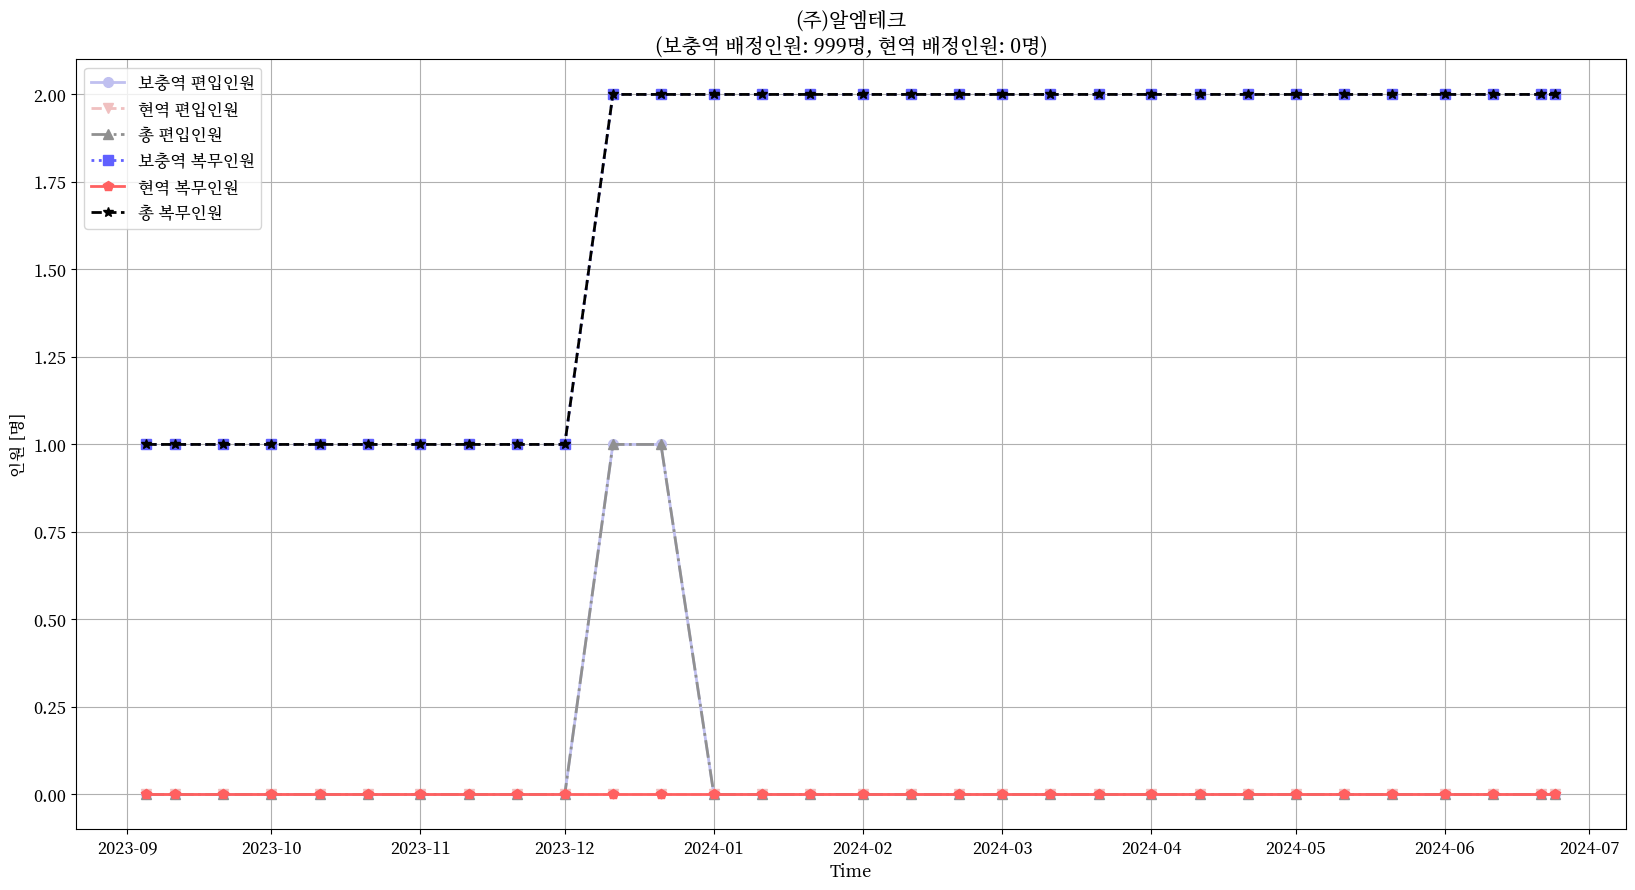 (주)알엠테크
(보충역 배정인원: 999명, 현역 배정인원: 0명)
보충역 편입인원
현역 편입인원
총 편입인원
보충역 복무인원
현역 복무인원
총 복무인원
2.00
1.75
1.50
1.25
1.00
0.75
0.50
0.25
0.00
인원 [명]
2023-09 2023-10 2023-11 2023-12 2024-01 2024-02 2024-03 2024-04 2024-05 2024-06 2024-07
Time